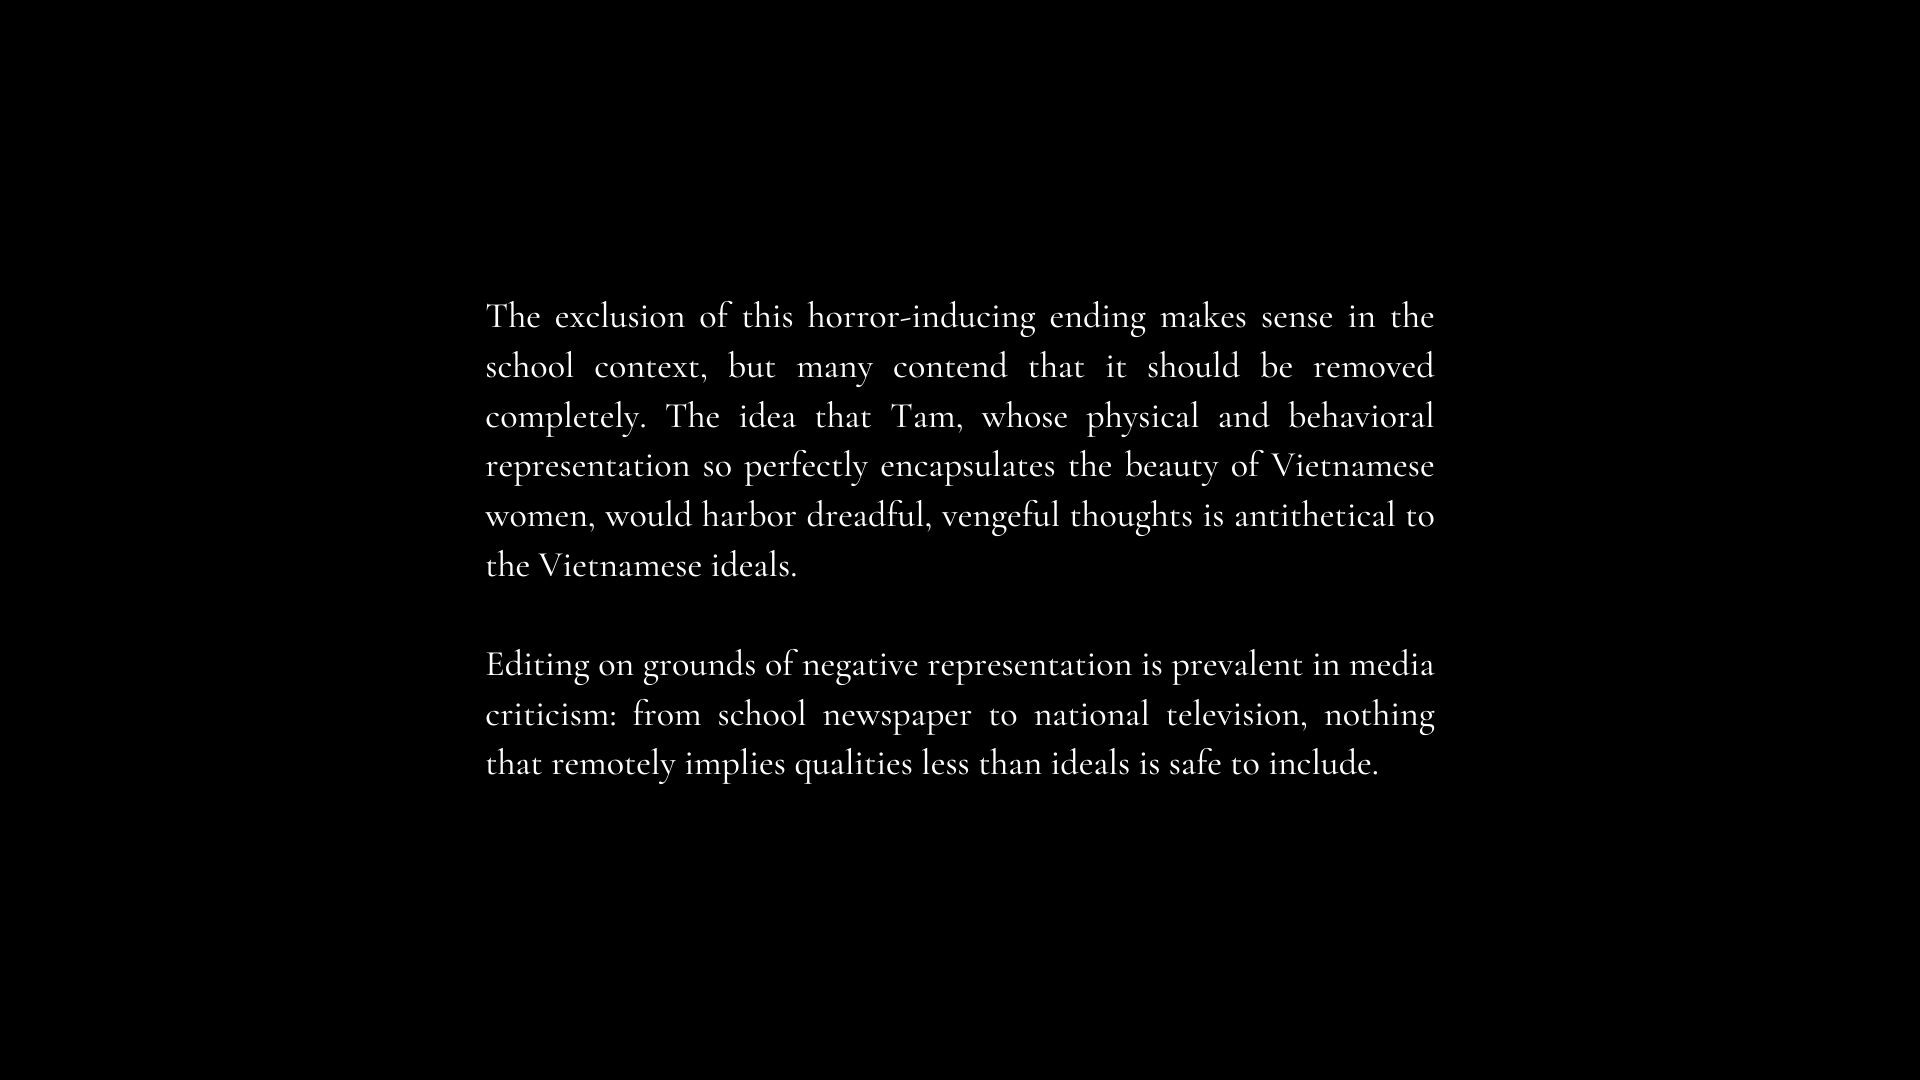 The exclusion of this horror-inducing ending makes sense in the
school context, but many contend that it should be removed
completely. The idea that Tam, whose physical and behavioral
representation so perfectly encapsulates the beauty of Vietnamese
women, would harbor dreadful, vengeful thoughts is antithetical to
the Vietnamese ideals.
Editing on grounds of negative representation is prevalent in media
criticism: from school newspaper to national television, nothing
that remotely implies qualities less than ideals is safe to include.